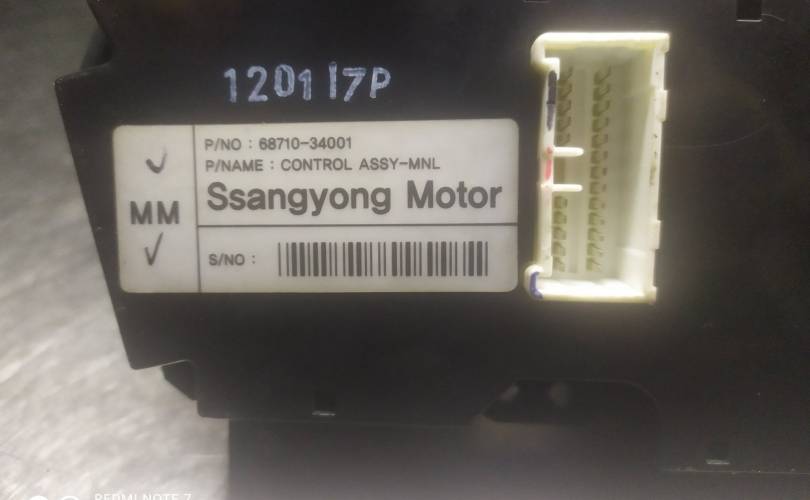 120117P
P/NO : 68710-34001
P/NAME : CONTROL ASSY-MNL
MM
Ssangyong Motor
S/NO :
REDMI NOTE 7